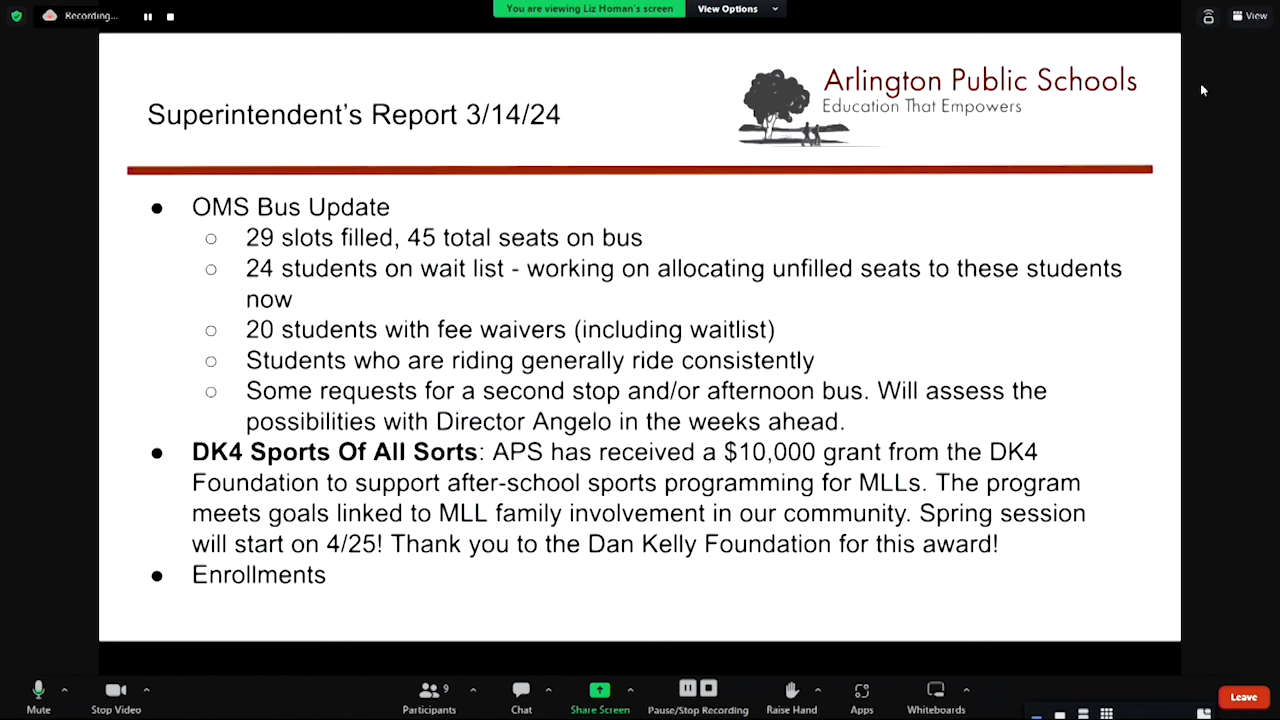 Recording...
You are viewing Liz Homan's screen
View Options
View
Arlington Public Schools
Education That Empowers
Superintendent's Report 3/14/24
● OMS Bus Update
○ 29 slots filled, 45 total seats on bus
○ 24 students on wait list - working on allocating unfilled seats to these students
now
○ 20 students with fee waivers (including waitlist)
○ Students who are riding generally ride consistently
○ Some requests for a second stop and/or afternoon bus. Will assess the
possibilities with Director Angelo in the weeks ahead.
● DK4 Sports Of All Sorts: APS has received a $10,000 grant from the DK4
Foundation to support after-school sports programming for MLLs. The program
meets goals linked to MLL family involvement in our community. Spring session
will start on 4/25! Thank you to the Dan Kelly Foundation for this award!
● Enrollments
Mute
Stop Video
9
Participants
Chat
Share Screen
Pause/Stop Recording
Raise Hand
Apps
Whiteboards
Leave